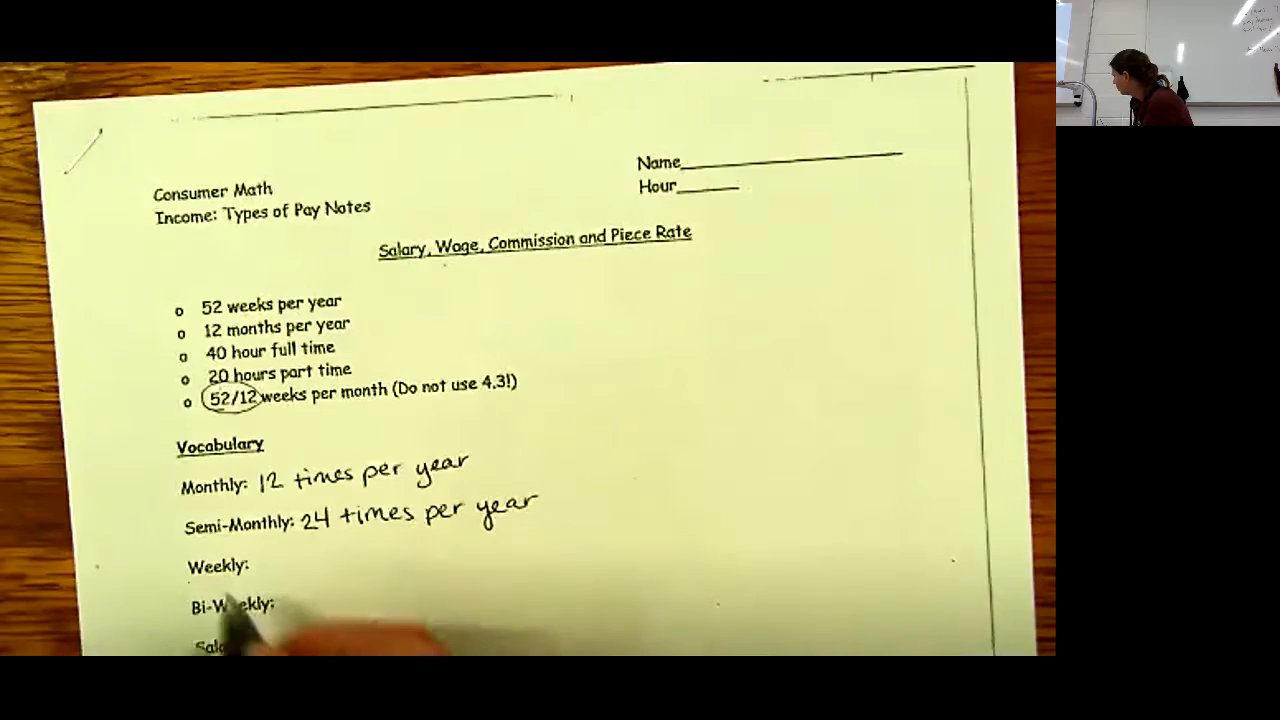 Name
Hour
Consumer Math
Income: Types of Pay Notes
Salary, Wage, Commission and Piece Rate
o 52 weeks per year
o 12 months per year
o 40 hour full time
o 20 hours part time
o 52/12 weeks per month (Do not use 4.3!)
Vocabulary
Monthly: 12 times per year
Semi-Monthly: 24 times per year
Weekly:
Bi-Weekly: